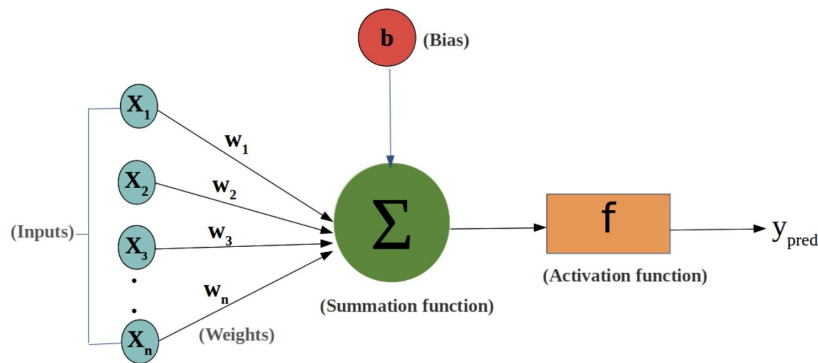 b (Bias)
X1
w1
X2
w2
(Inputs)
X3
w3
Σ
f
ypred
(Activation function)
wn
(Summation function)
(Weights)
Xn